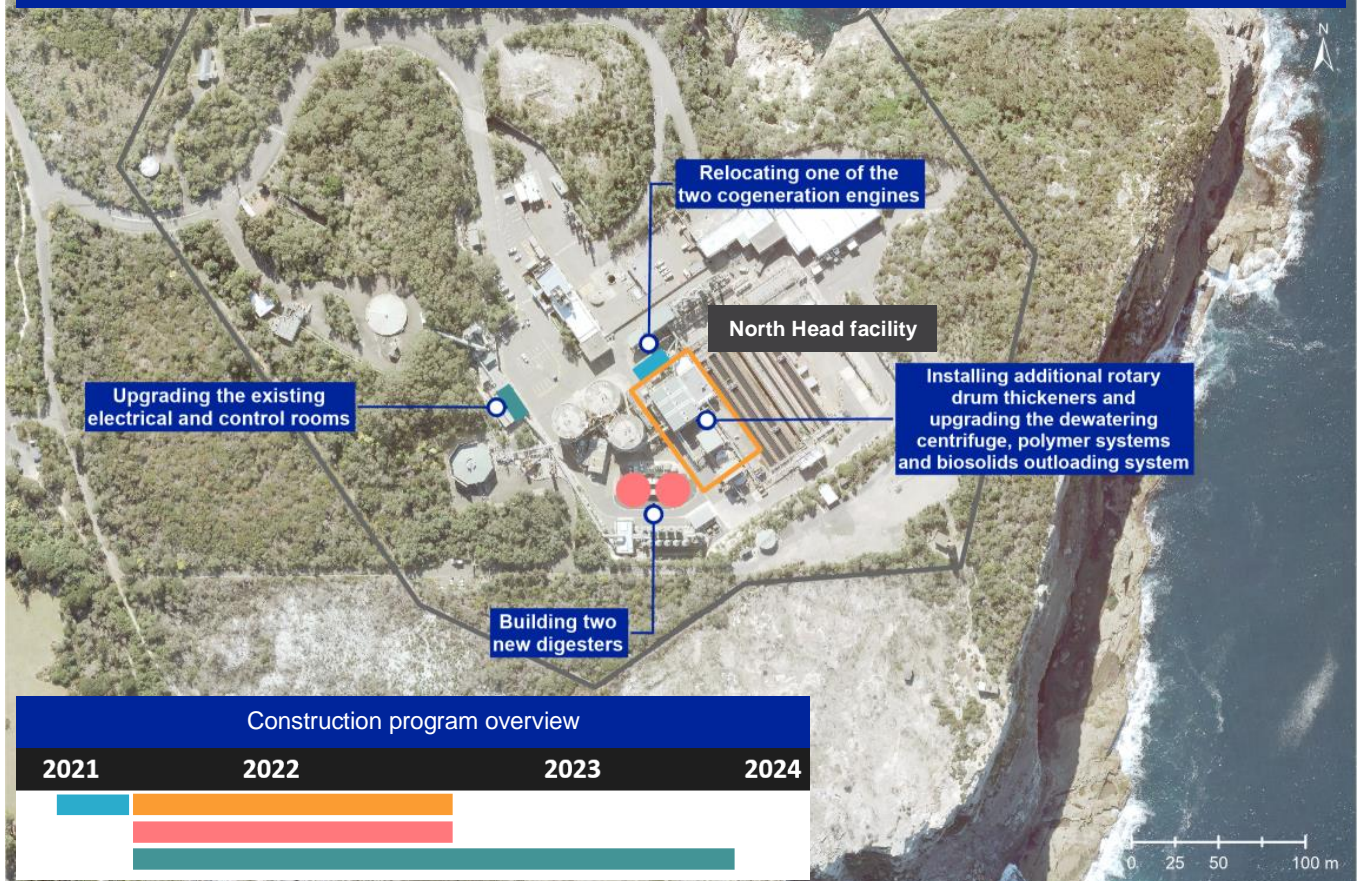 N
Relocating one of the
two cogeneration engines
North Head facility
Upgrading the existing
electrical and control rooms
Installing additional rotary
drum thickeners and
upgrading the dewatering
centrifuge, polymer systems
and biosolids outloading system
Building two
new digesters
Construction program overview
2021 2022 2023 2024
0 25 50 100 m